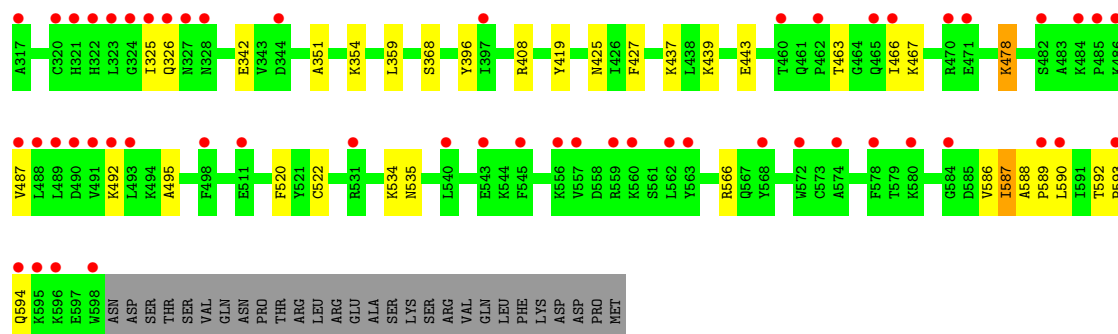 A317 C320 H321 H322 L323 G324 I325 Q326 N327 N328 E342 V343 D344 A351 K354 L359 S368 Y396 I397 R408 Y419 N425 I426 F427 K437 L438 K439 E443 T460 Q461 P462 T463 G464 Q465 I466 K467 R470 E471 K478 S482 A483 K484 P485 K486
V487 L488 L489 D490 V491 K492 L493 K494 A495 F498 E511 F520 Y521 C522 R531 K534 N535 L540 E543 K544 F545 K556 V557 D558 R559 K560 S561 L562 Y563 R566 Q567 Y568 W572 C573 A574 F578 T579 K580 G584 D585 V586 I587 A588 P589 L590 I591 T592 P593
Q594 K595 K596 E597 W598 ASN ASP SER THR SER VAL GLN ASN PRO THR ARG LEU ARG GLU ALA SER LYS SER SER ARG VAL GLN LEU PHE LYS ASP ASP PRO MET